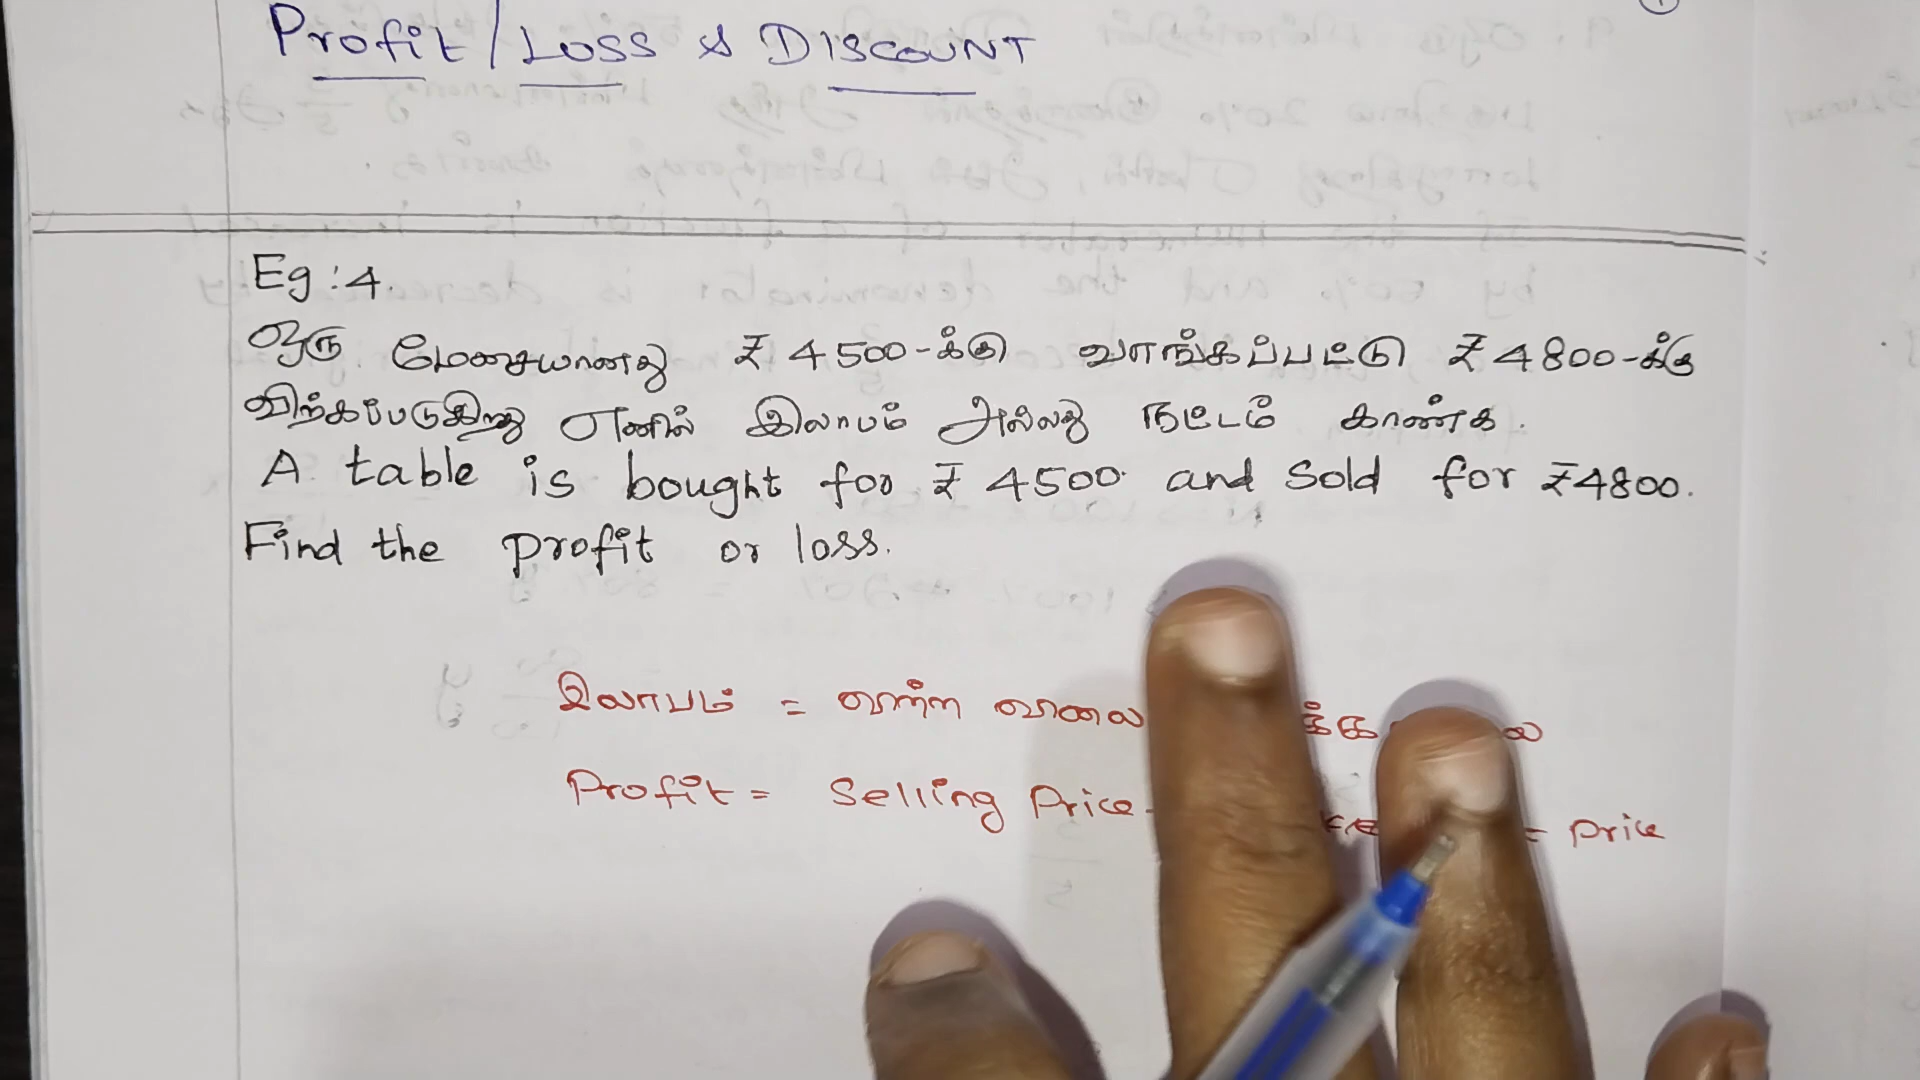 Profit / Loss & DISCOUNT
Eg : 4.
ஒரு மேசையானது ₹ 4500-க்கு வாங்கப்பட்டு ₹ 4800-க்கு
விற்கப்படுகிறது எனில் இலாபம் அல்லது நட்டம் காண்க.
A table is bought for ₹ 4500 and sold for ₹4800.
Find the profit or loss.
இலாபம் = விற்ற விலை
Profit = Selling Price - = price